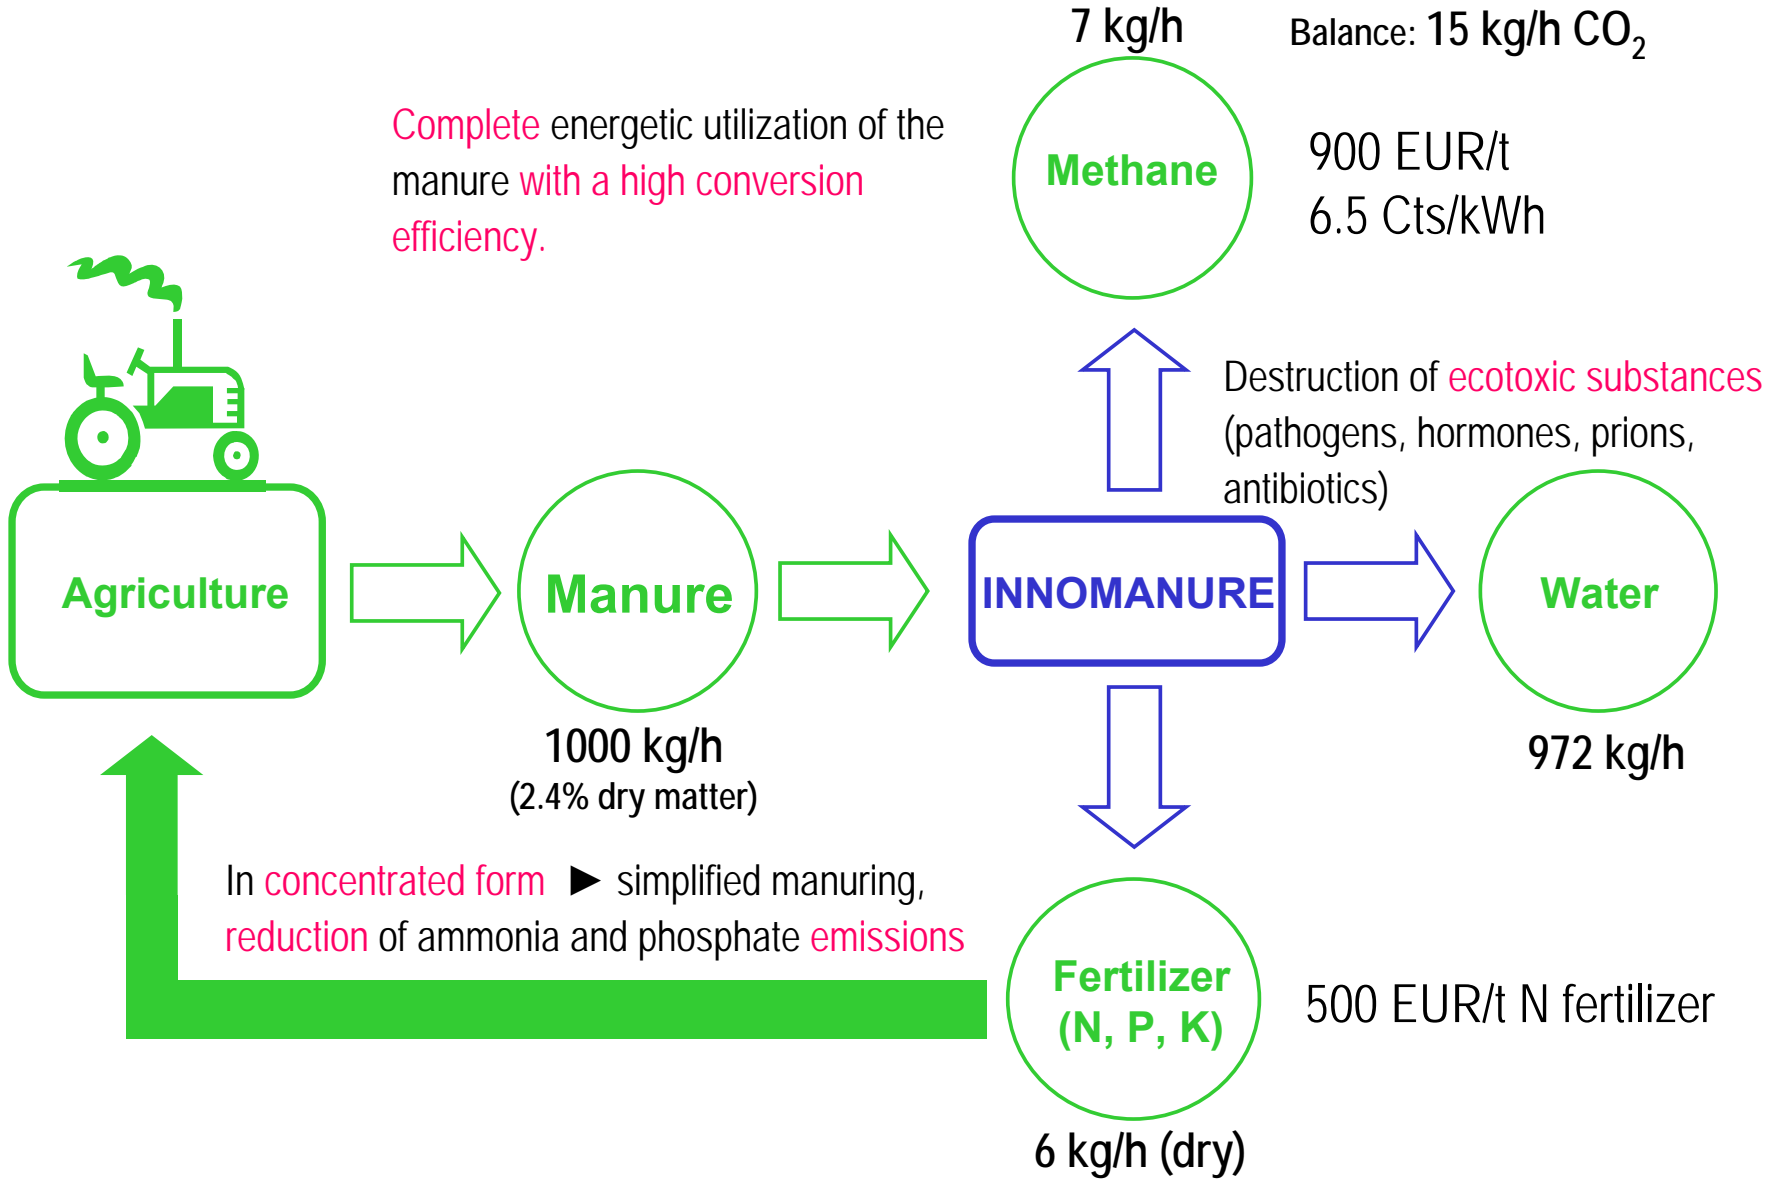 7 kg/h
Balance: 15 kg/h CO₂
Complete energetic utilization of the
manure with a high conversion
efficiency.
Methane
900 EUR/t
6.5 Cts/kWh
Destruction of ecotoxic substances
(pathogens, hormones, prions,
antibiotics)
Agriculture
Manure
INNOMANURE
Water
1000 kg/h
(2.4% dry matter)
972 kg/h
In concentrated form ► simplified manuring,
reduction of ammonia and phosphate emissions
Fertilizer
(N, P, K)
500 EUR/t N fertilizer
6 kg/h (dry)